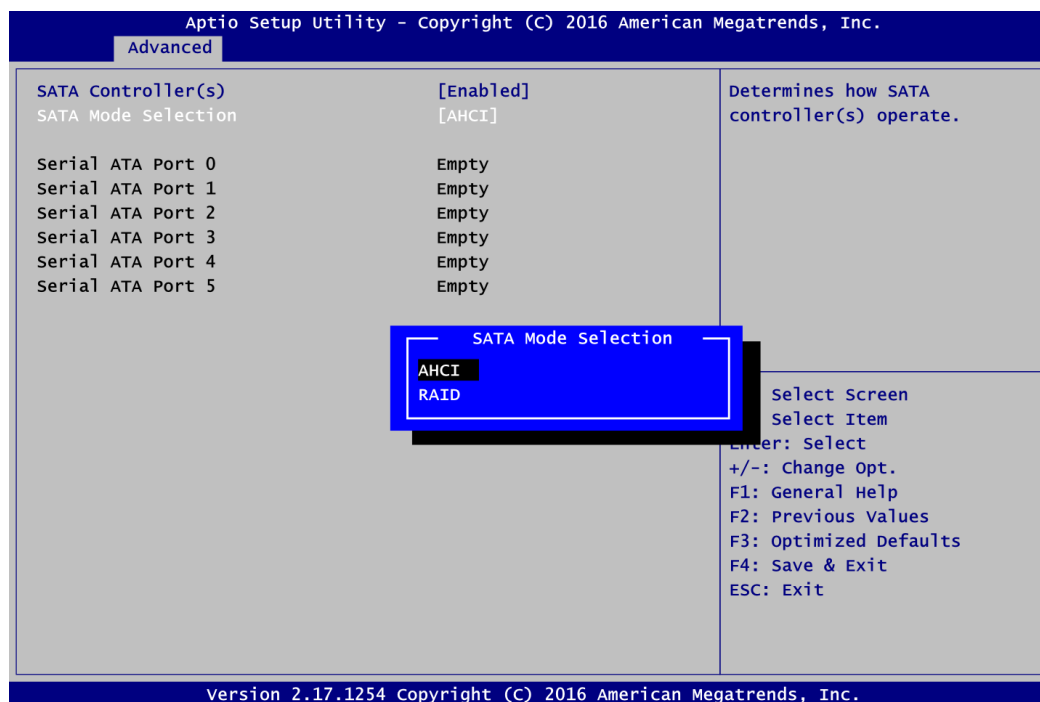 Aptio Setup Utility – Copyright (C) 2016 American Megatrends, Inc.
Advanced
SATA Controller(s) [Enabled]
SATA Mode Selection [AHCI]
Serial ATA Port 0 Empty
Serial ATA Port 1 Empty
Serial ATA Port 2 Empty
Serial ATA Port 3 Empty
Serial ATA Port 4 Empty
Serial ATA Port 5 Empty
SATA Mode Selection
AHCI
RAID
Determines how SATA
controller(s) operate.
Select Screen
Select Item
Enter: Select
+/-: Change Opt.
F1: General Help
F2: Previous Values
F3: Optimized Defaults
F4: Save & Exit
ESC: Exit
Version 2.17.1254 Copyright (C) 2016 American Megatrends, Inc.